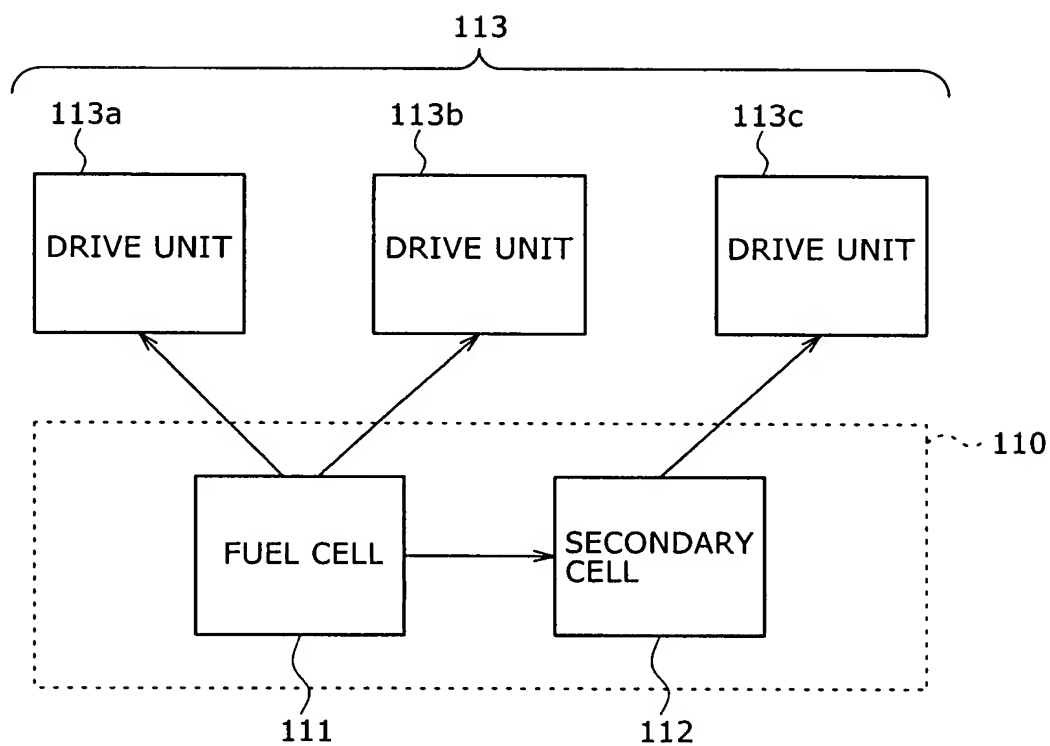 113
113a
113b
113c
DRIVE UNIT
DRIVE UNIT
DRIVE UNIT
110
FUEL CELL
SECONDARY
CELL
111
112